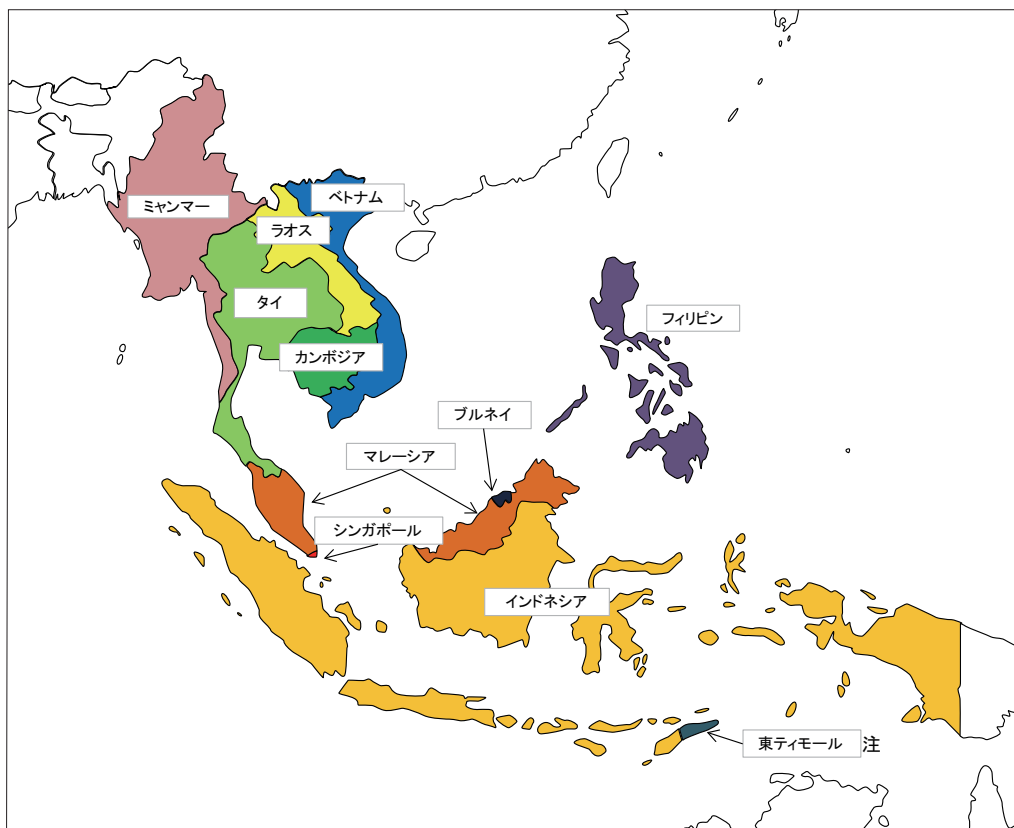 ベトナム
ミャンマー
ラオス
タイ
フィリピン
カンボジア
ブルネイ
マレーシア
シンガポール
インドネシア
東ティモール 注